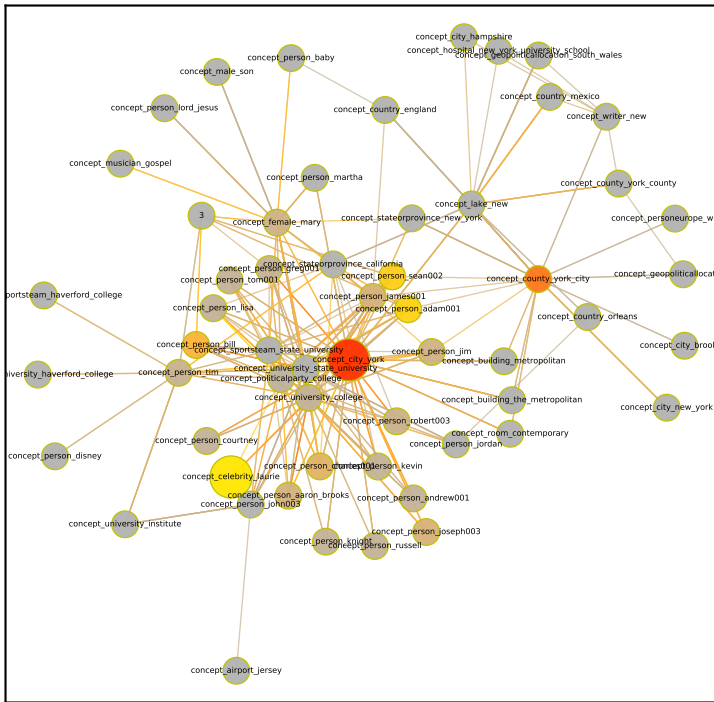 concept_city_hampshire
concept_hospital_new_york_university_school
concept_geopoliticallocation_south_wales
concept_person_baby
concept_male_son
concept_country_mexico
concept_person_lord_jesus
concept_country_england
concept_writer_new
concept_musician_gospel
concept_person_martha
concept_county_york_county
concept_lake_new
3
concept_female_mary
concept_stateorprovince_new_york
concept_personeurope_w
concept_stateorprovince_california
concept_person_greg001
concept_person_sean002
concept_person_tom001
concept_county_york_city
concept_geopoliticallocat
portsteam_haverford_college
concept_person_james001
concept_person_lisa
concept_person_adam001
concept_country_orleans
concept_person_bill
concept_sportsteam_state_university
concept_person_jim
concept_city_brook
concept_city_york
concept_building_metropolitan
concept_university_state_university
iversity_haverford_college
concept_person_tim
concept_politicalparty_college
concept_university_college
concept_building_the_metropolitan
concept_city_new_york
concept_person_robert003
concept_room_contemporary
concept_person_courtney
concept_person_jordan
concept_person_disney
concept_person_kevin
concept_celebrity_laurie
concept_person_aaron_brooks
concept_person_andrew001
concept_person_john003
concept_university_institute
concept_person_joseph003
concept_person_knight
concept_person_russell
concept_airport_jersey